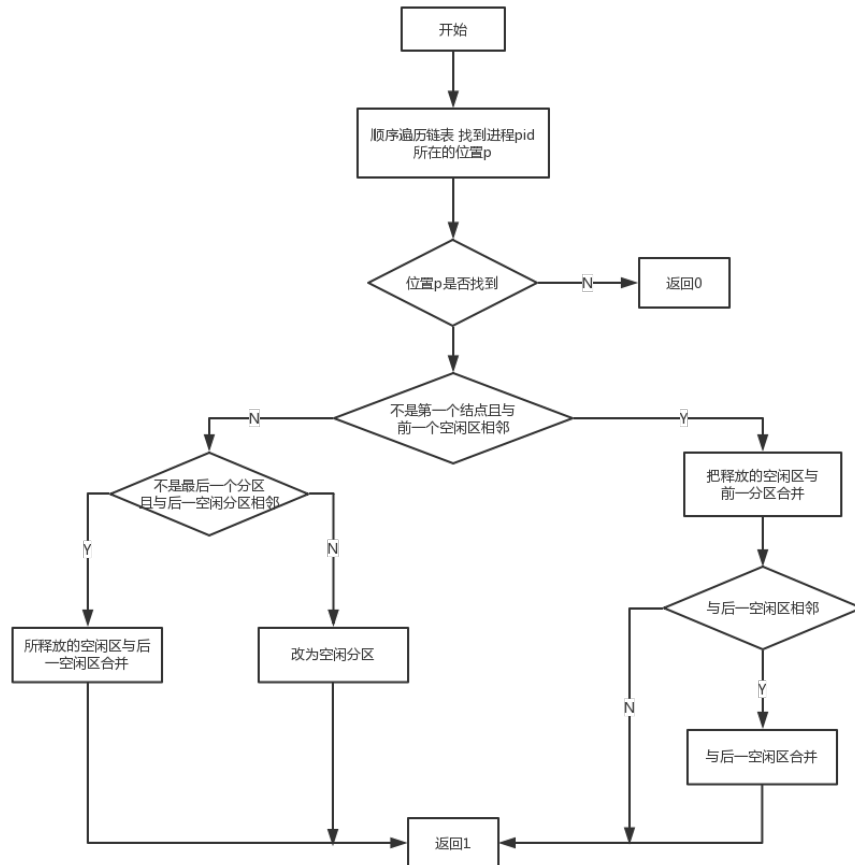 开始
顺序遍历链表 找到进程pid
所在的位置p
位置p是否找到
N
返回0
不是第一个结点且与
前一个空闲区相邻
N
Y
不是最后一个分区
且与后一空闲分区相邻
把释放的空闲区与
前一分区合并
Y
N
与后一空闲区相邻
所释放的空闲区与后
一空闲区合并
改为空闲分区
Y
N
与后一空闲区合并
返回1